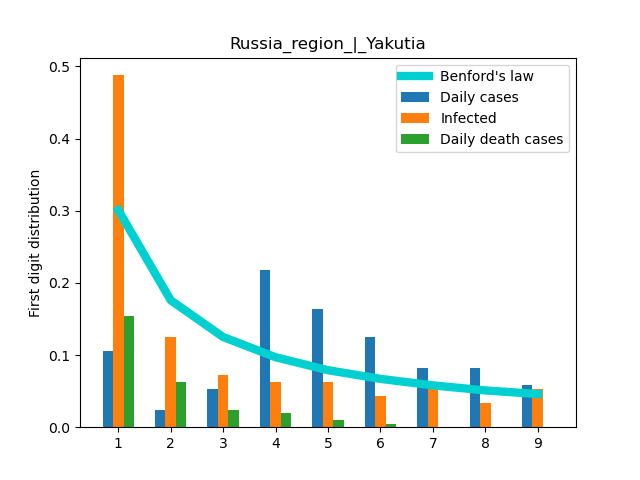 Russia_region_|_Yakutia
Benford's law
Daily cases
Infected
Daily death cases
First digit distribution
0.5
0.4
0.3
0.2
0.1
0.0
1 2 3 4 5 6 7 8 9